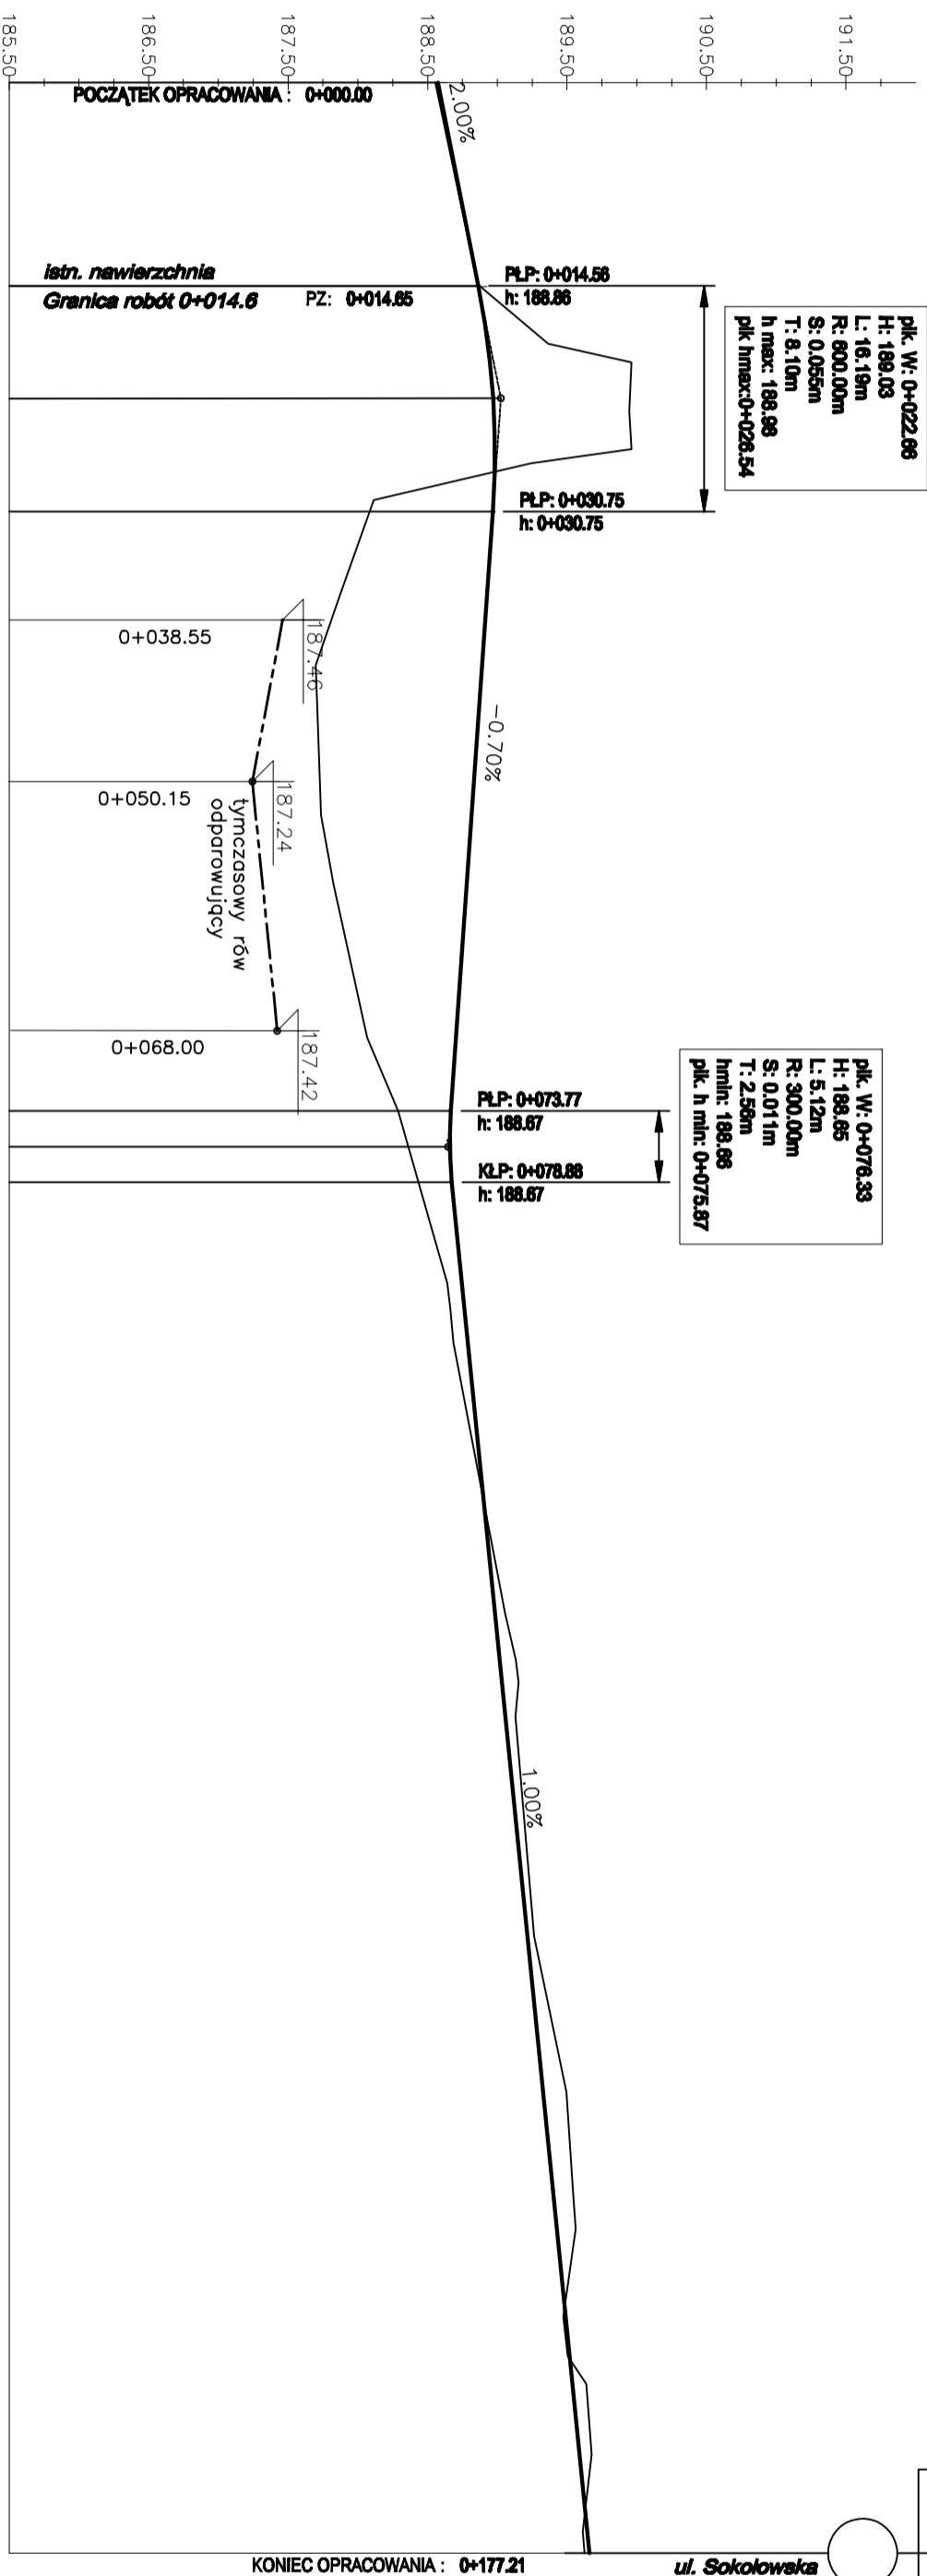 191.50
190.50
189.50
188.50
187.50
186.50
185.50
POCZĄTEK OPRACOWANIA : 0+000.00
2.00%
istn. nawierzchnia
Granica robót 0+014.6
PZ: 0+014.65
PŁP: 0+014.56
h: 188.86
plk. W: 0+022.66
H: 189.03
L: 16.19m
R: 600.00m
S: 0.055m
T: 8.10m
h max: 188.98
plk hmax:0+026.54
PŁP: 0+030.75
h: 0+030.75
0+038.55
187.46
-0.70%
0+050.15
187.24
tymczasowy rów
odparowujący
0+068.00
187.42
plk. W: 0+076.33
H: 188.65
L: 5.12m
R: 300.00m
S: 0.011m
T: 2.56m
hmin: 188.66
plk. h min: 0+075.87
PŁP: 0+073.77
h: 188.67
KŁP: 0+078.88
h: 188.67
1.00%
KONIEC OPRACOWANIA : 0+177.21
ul. Sokołowska